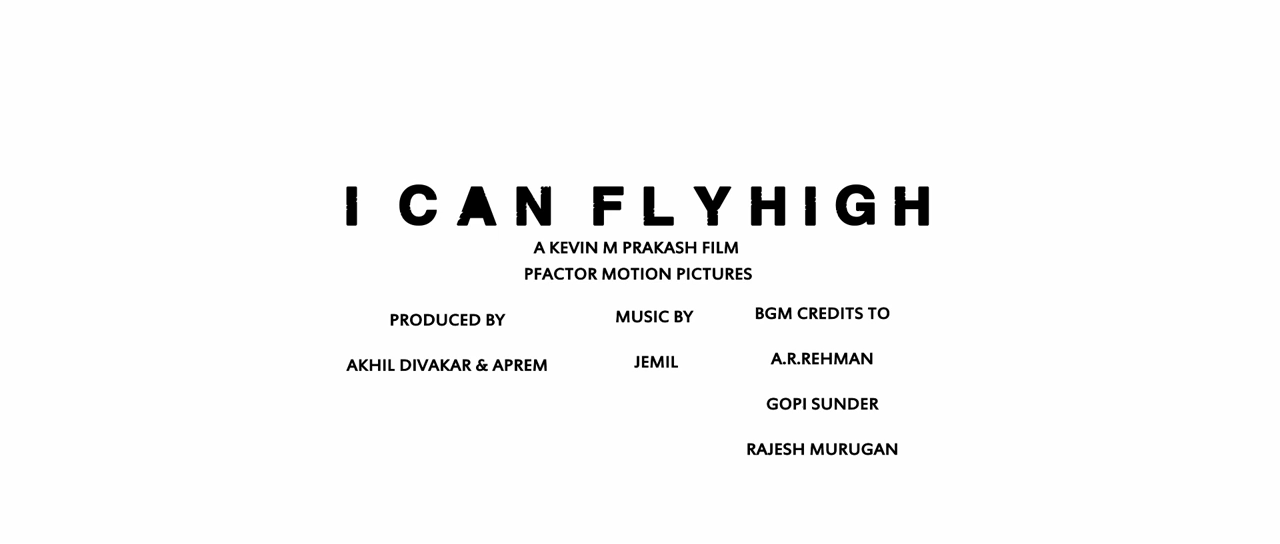 I CAN FLYHIGH
A KEVIN M PRAKASH FILM
PFACTOR MOTION PICTURES
PRODUCED BY
AKHIL DIVAKAR & APREM
MUSIC BY
JEMIL
BGM CREDITS TO
A.R.REHMAN
GOPI SUNDER
RAJESH MURUGAN